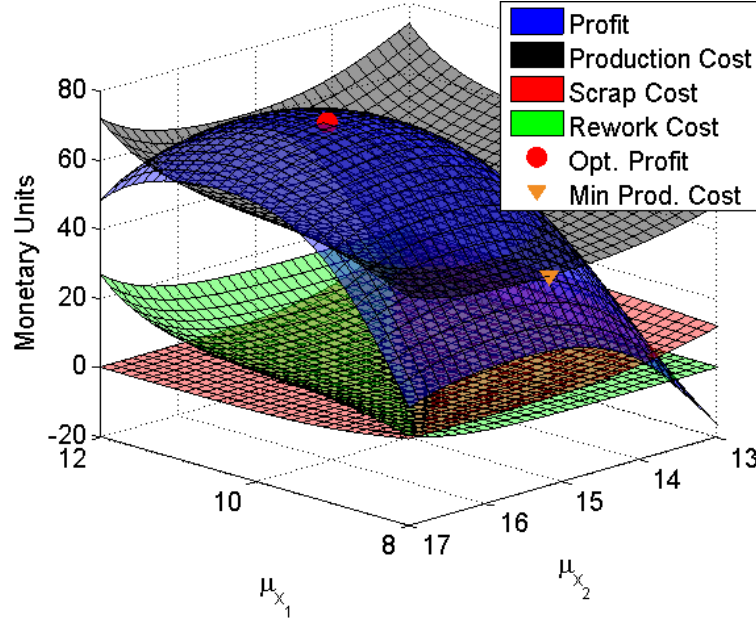 Profit
Production Cost
Scrap Cost
Rework Cost
Opt. Profit
Min Prod. Cost
Monetary Units
80
60
40
20
0
-20
12
10
8
17
16
15
14
13
μX1
μX2